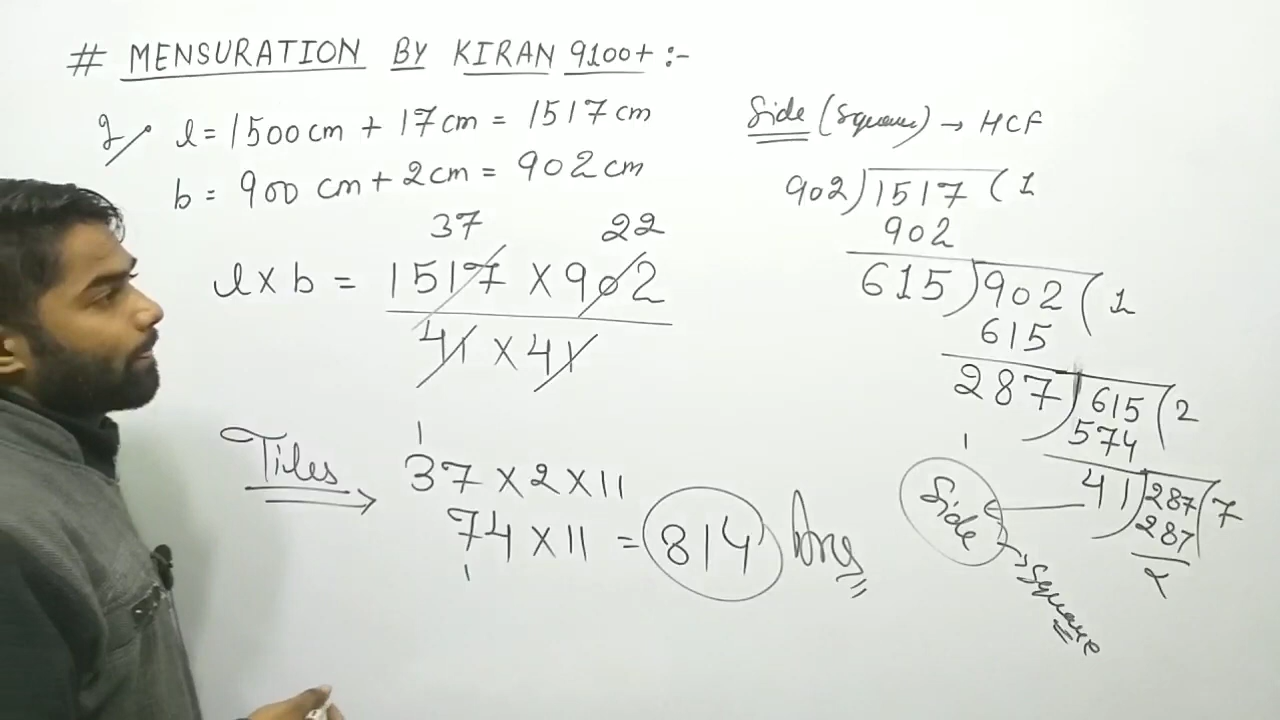 # MENSURATION BY KIRAN 9100+ :-
l = 1500 cm + 17 cm = 1517 cm
b = 900 cm + 2 cm = 902 cm
37 22
l x b = 1517 x 902
41 x 41
Tiles
37 x 2 x 11
74 x 11 = 814 Ans
Side (Square) → HCF
902)1517(1
902
615)902(1
615
287)615(2
574
41)287(7
287
x
Side
Square